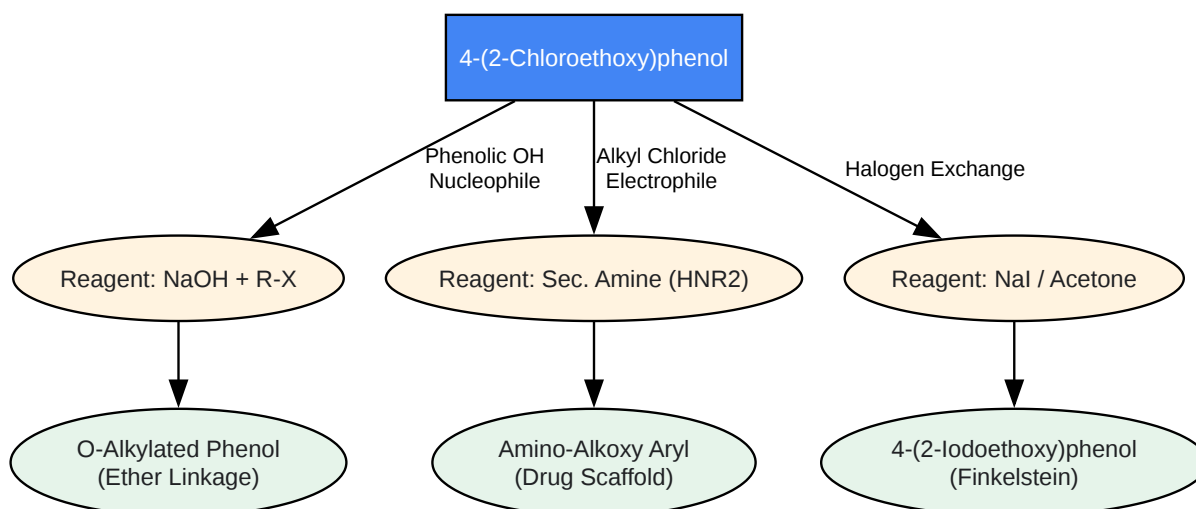 4-(2-Chloroethoxy)phenol
Phenolic OH
Nucleophile
Alkyl Chloride
Electrophile
Halogen Exchange
Reagent: NaOH + R-X
Reagent: Sec. Amine (HNR2)
Reagent: NaI / Acetone
O-Alkylated Phenol
(Ether Linkage)
Amino-Alkoxy Aryl
(Drug Scaffold)
4-(2-Iodoethoxy)phenol
(Finkelstein)